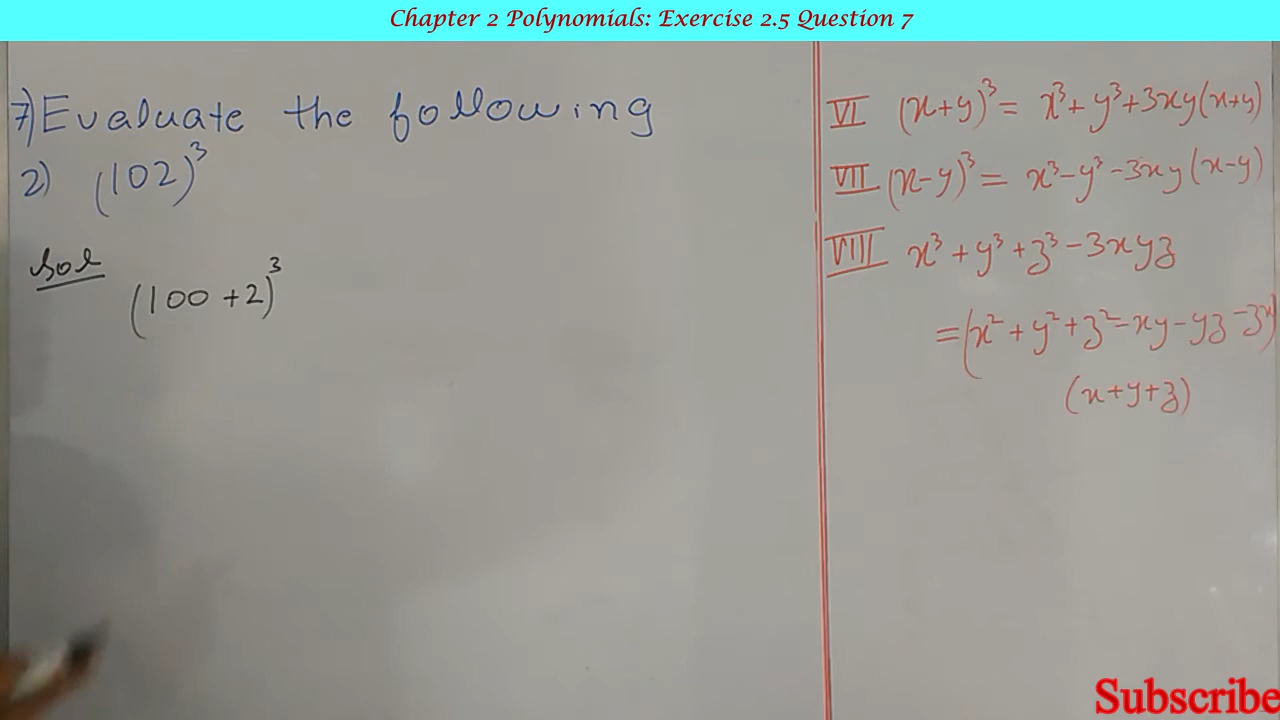 Chapter 2 Polynomials: Exercise 2.5 Question 7
7) Evaluate the following
2) (102)³
Sol
(100 + 2)³
VI (x+y)³ = x³ + y³ + 3xy(x+y)
VII (x-y)³ = x³ - y³ - 3xy(x-y)
VIII x³ + y³ + z³ - 3xyz
= (x² + y² + z² - xy - yz - zx)
(x+y+z)
Subscribe